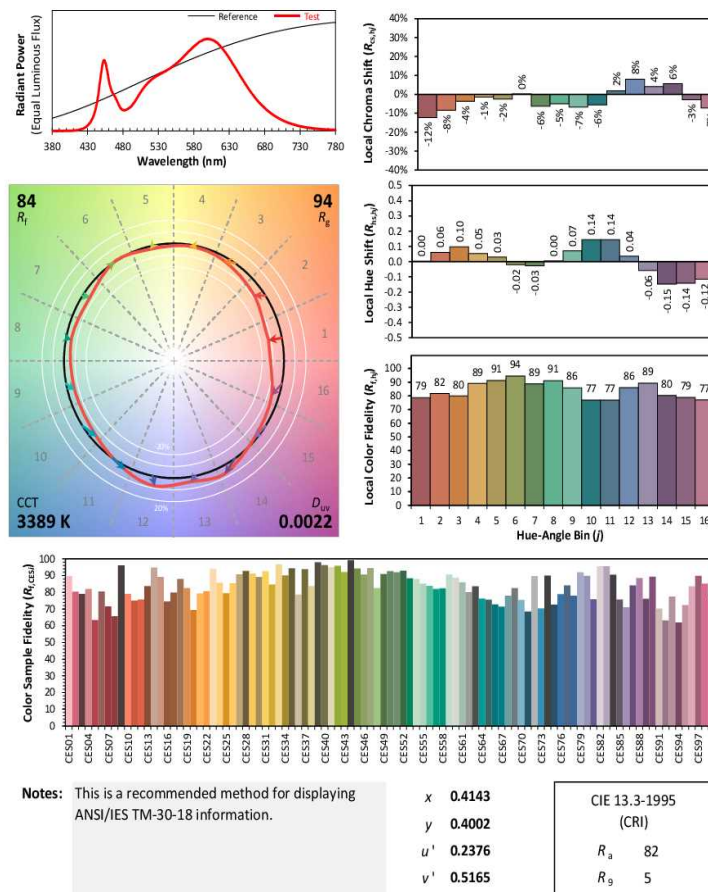 Reference
Test
Radiant Power
(Equal Luminous Flux)
380 430 480 530 580 630 680 730 780
Wavelength (nm)
Local Chroma Shift (Rcs,hj)
40%
30%
20%
10%
0%
-10%
-20%
-30%
-40%
-12% -8% -4% -1% -2% 0% -6% -5% -7% -6% 2% 8% 4% 6% -3%
84
Rf
94
Rg
1
2
3
4
5
6
7
8
9
10
11
12
13
14
15
16
20%
20%
CCT
3389 K
Duv
0.0022
Local Hue Shift (Rhs,hj)
0.5
0.4
0.3
0.2
0.1
0.0
-0.1
-0.2
-0.3
-0.4
-0.5
0.00 0.06 0.10 0.05 0.03 -0.02 -0.03 0.00 0.07 0.14 0.14 0.04 -0.06 -0.15 -0.14 -0.12
Local Color Fidelity (Rf,hj)
100
90
80
70
60
50
40
30
20
10
0
79 82 80 89 91 94 89 91 86 77 77 86 89 80 79 77
1 2 3 4 5 6 7 8 9 10 11 12 13 14 15 16
Hue-Angle Bin (j)
Color Sample Fidelity (Rf,CESi)
100
90
80
70
60
50
40
30
20
10
0
CES01 CES04 CES07 CES10 CES13 CES16 CES19 CES22 CES25 CES28 CES31 CES34 CES37 CES40 CES43 CES46 CES49 CES52 CES55 CES58 CES61 CES64 CES67 CES70 CES73 CES76 CES79 CES82 CES85 CES88 CES91 CES94 CES97
Notes: This is a recommended method for displaying
ANSI/IES TM-30-18 information.
x 0.4143
y 0.4002
u' 0.2376
v' 0.5165
CIE 13.3-1995
(CRI)
Ra 82
R9 5